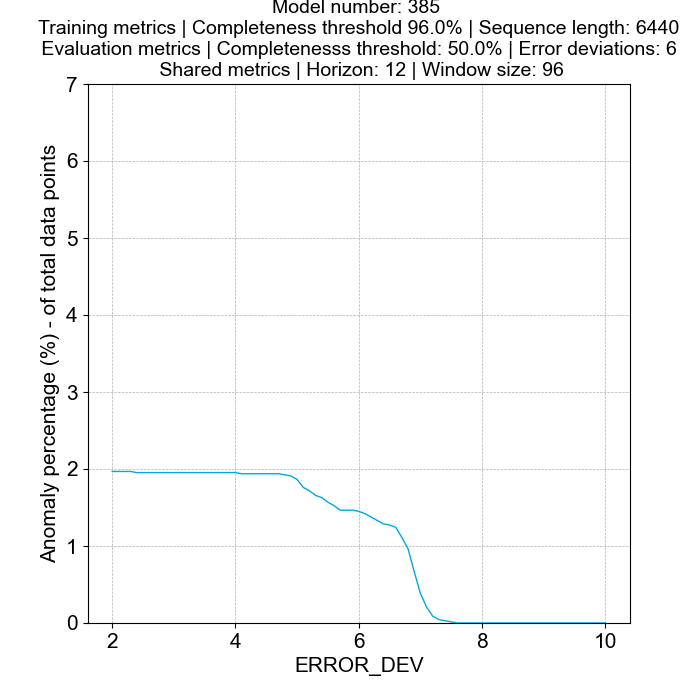 Model number: 385
Training metrics | Completeness threshold 96.0% | Sequence length: 6440
Evaluation metrics | Completenesss threshold: 50.0% | Error deviations: 6
Shared metrics | Horizon: 12 | Window size: 96
7
6
5
4
3
2
1
0
Anomaly percentage (%) - of total data points
2 4 6 8 10
ERROR_DEV